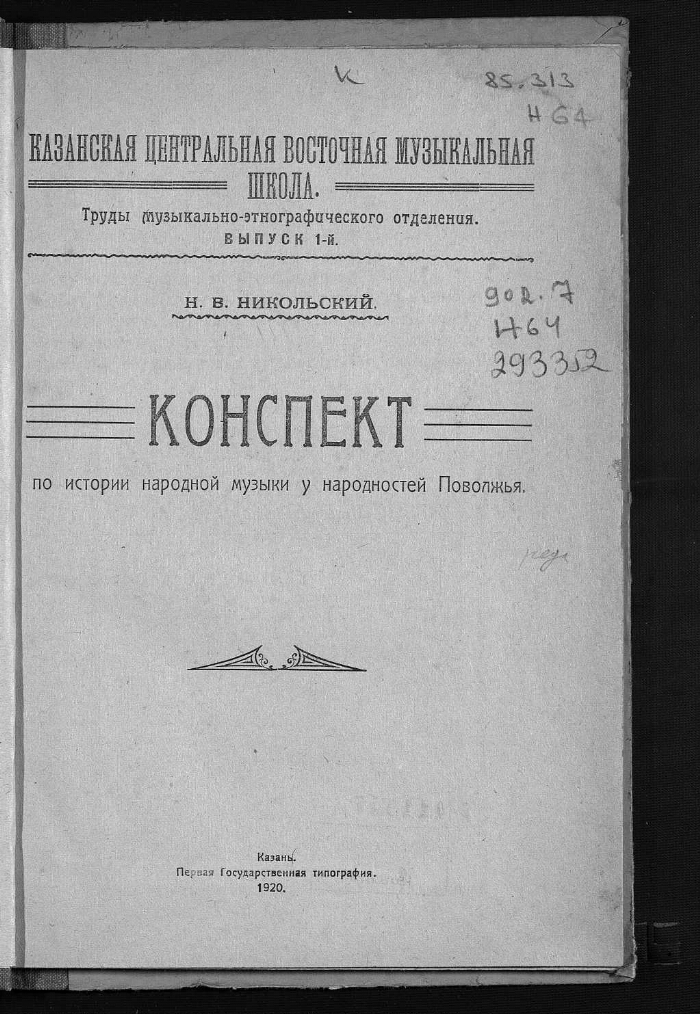 К
85.313
Н 64
КАЗАНСКАЯ ЦЕНТРАЛЬНАЯ ВОСТОЧНАЯ МУЗЫКАЛЬНАЯ
ШКОЛА.
Труды музыкально-этнографического отделения.
ВЫПУСК 1-й.
Н. В. НИКОЛЬСКИЙ.
902.7
Н64
293352
КОНСПЕКТ
по истории народной музыки у народностей Поволжья.
Казань.
Первая Государственная типография.
1920.